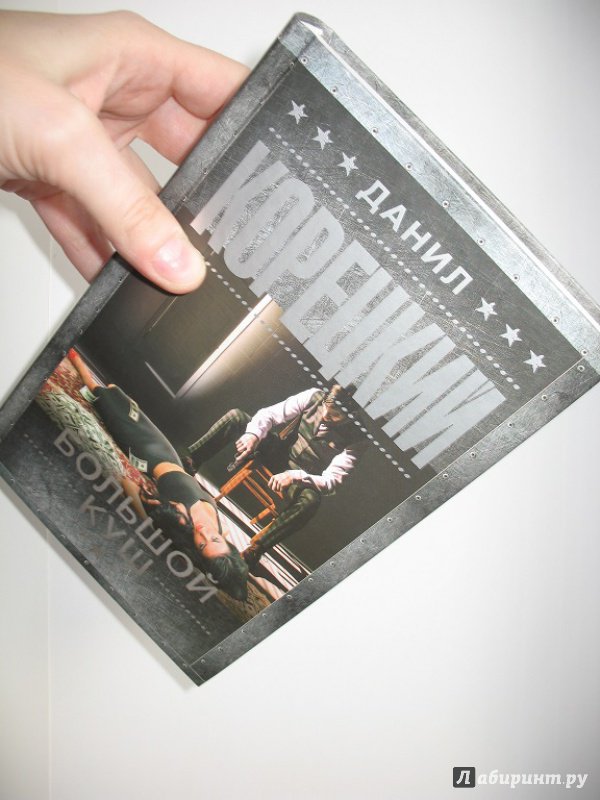 ДАНИЛ
КОРЕЦКИЙ
БОЛЬШОЙ
КУШ
Лабиринт.ру